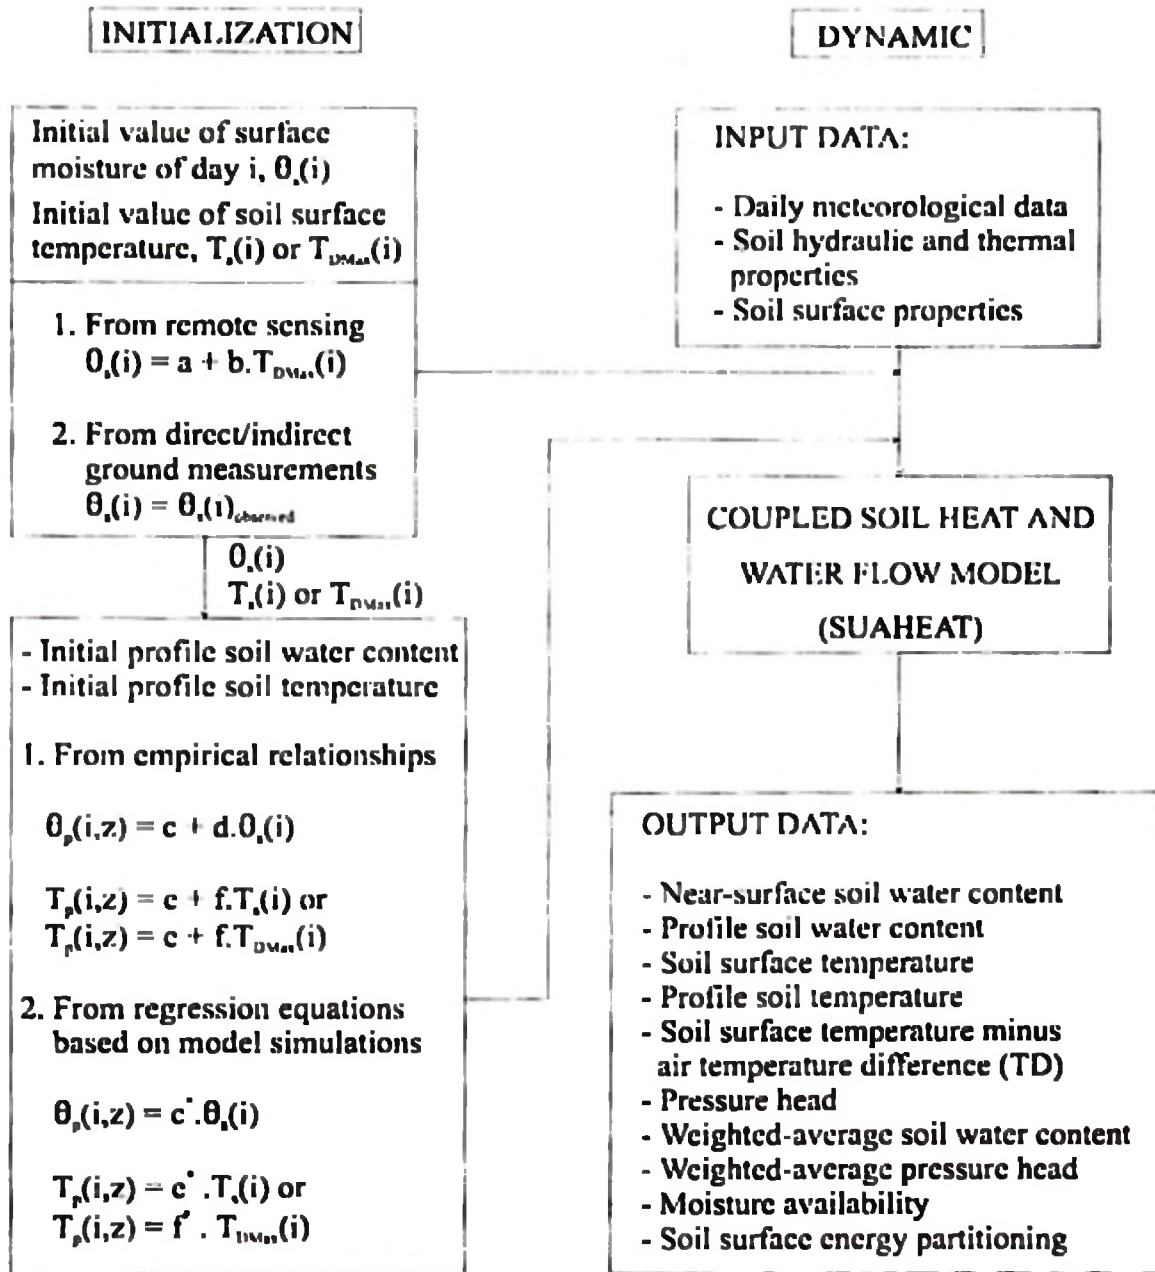 INITIALIZATION
Initial value of surface
moisture of day i, θₛ(i)
Initial value of soil surface
temperature, Tₛ(i) or T_DMax(i)
1. From remote sensing
θₛ(i) = a + b.T_DMax(i)
2. From direct/indirect
ground measurements
θₛ(i) = θₛ(i)observed
θₛ(i)
Tₛ(i) or T_DMax(i)
- Initial profile soil water content
- Initial profile soil temperature
1. From empirical relationships
θₚ(i,z) = c + d.θₛ(i)
Tₚ(i,z) = e + f.Tₛ(i) or
Tₚ(i,z) = e + f.T_DMax(i)
2. From regression equations
based on model simulations
θₚ(i,z) = c*.θₛ(i)
Tₚ(i,z) = e* .Tₛ(i) or
Tₚ(i,z) = f* . T_DMax(i)
DYNAMIC
INPUT DATA:
- Daily meteorological data
- Soil hydraulic and thermal
properties
- Soil surface properties
COUPLED SOIL HEAT AND
WATER FLOW MODEL
(SUAHEAT)
OUTPUT DATA:
- Near-surface soil water content
- Profile soil water content
- Soil surface temperature
- Profile soil temperature
- Soil surface temperature minus
air temperature difference (TD)
- Pressure head
- Weighted-average soil water content
- Weighted-average pressure head
- Moisture availability
- Soil surface energy partitioning